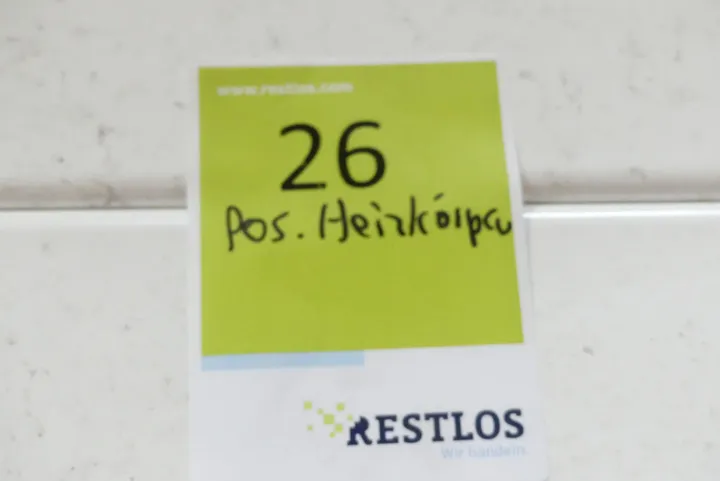 www.restlos.com
26
Pos. Heizkörper
RESTLOS
Wir handeln.